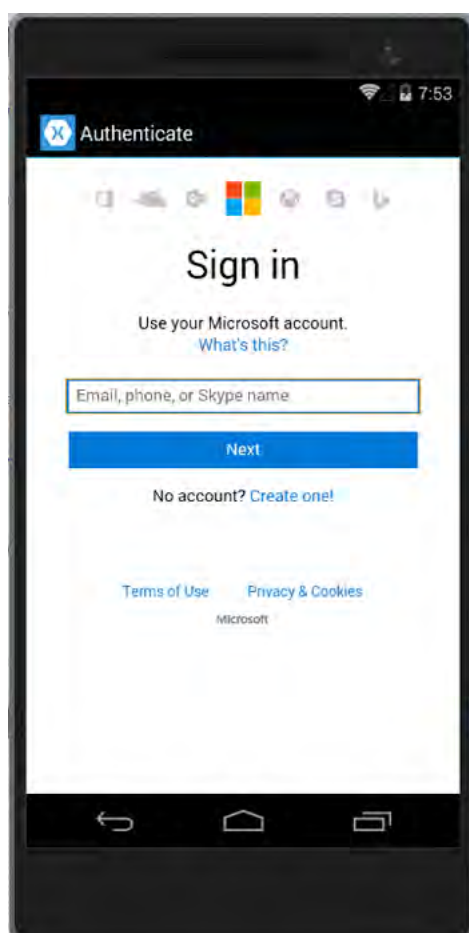 7:53
Authenticate
Sign in
Use your Microsoft account.
What's this?
Email, phone, or Skype name
Next
No account? Create one!
Terms of Use Privacy & Cookies
Microsoft